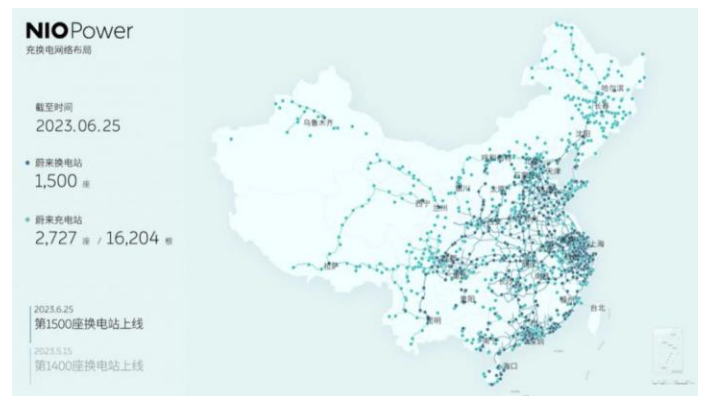 NIOPower
充换电网络布局
截至时间
2023.06.25
蔚来换电站
1,500 座
蔚来充电站
2,727 座 / 16,204 根
2023.6.25
第1500座换电站上线
2023.5.15
第1400座换电站上线
哈尔滨
长春
乌鲁木齐
沈阳
天津
西宁
兰州
上海
拉萨
贵阳
昆明
台北
海口